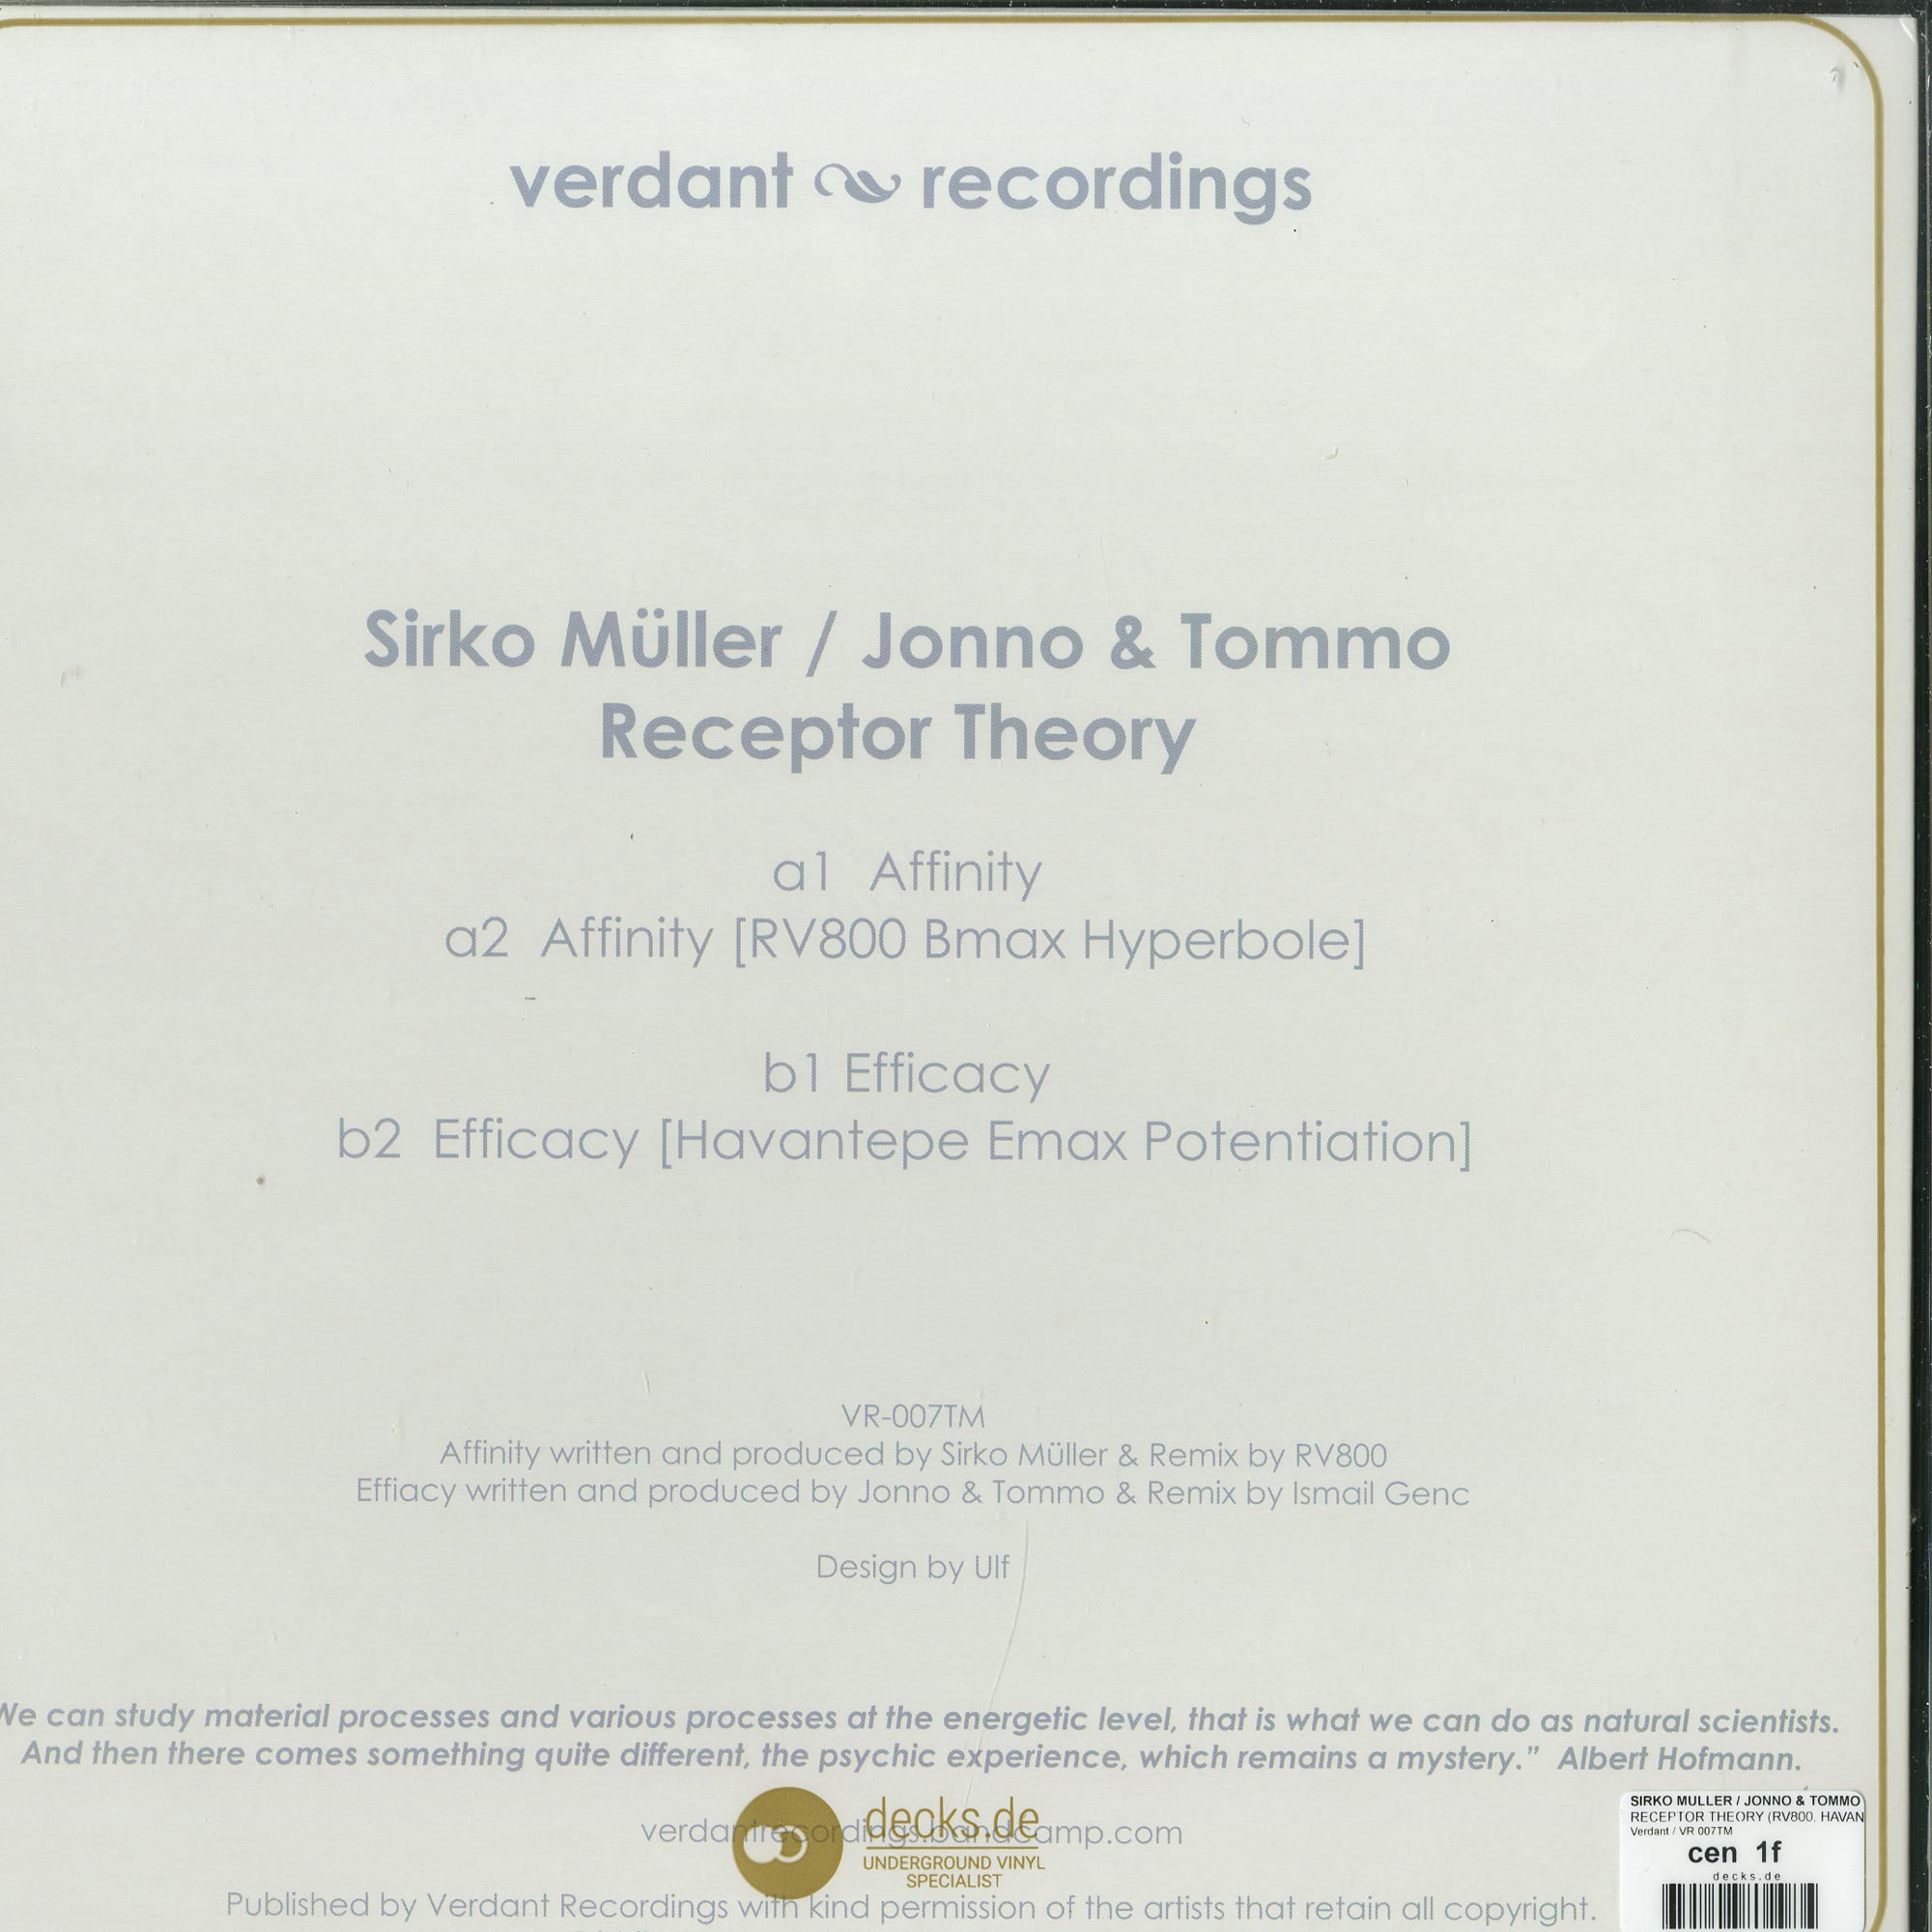 verdant recordings
Sirko Müller / Jonno & Tommo
Receptor Theory
a1 Affinity
a2 Affinity [RV800 Bmax Hyperbole]
b1 Efficacy
b2 Efficacy [Havantepe Emax Potentiation]
VR-007TM
Affinity written and produced by Sirko Müller & Remix by RV800
Effiacy written and produced by Jonno & Tommo & Remix by Ismail Genc
Design by Ulf
We can study material processes and various processes at the energetic level, that is what we can do as natural scientists.
And then there comes something quite different, the psychic experience, which remains a mystery." Albert Hofmann.
verdantrecordings.bandcamp.com
decks.de
UNDERGROUND VINYL
SPECIALIST
Published by Verdant Recordings with kind permission of the artists that retain all copyright.
SIRKO MULLER / JONNO & TOMMO
RECEPTOR THEORY (RV800, HAVAN
Verdant / VR 007TM
cen 1f
decks.de